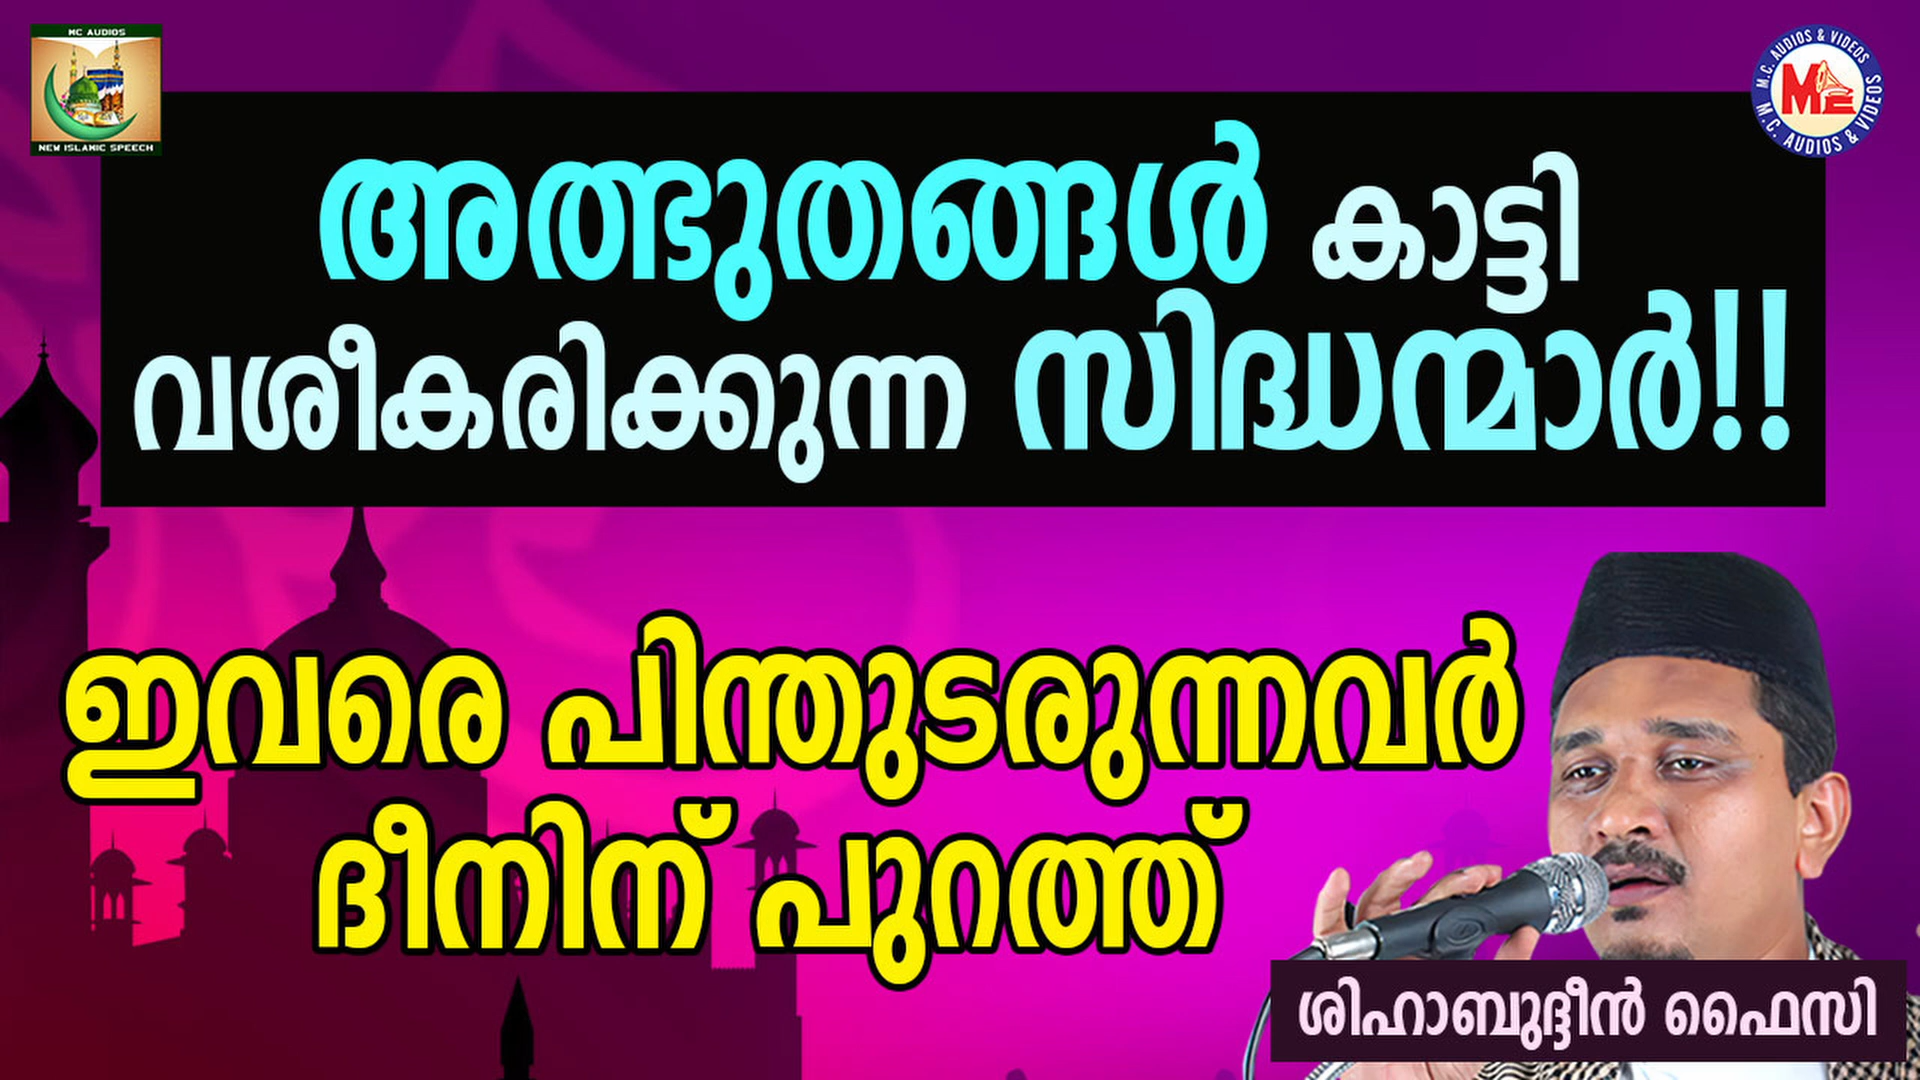 MC AUDIOS
NEW ISLAMIC SPEECH
M.C. AUDIOS & VIDEOS
M.C. AUDIOS & VIDEOS
അത്ഭുതങ്ങൾ കാട്ടി
വശീകരിക്കുന്ന സിദ്ധന്മാർ!!
ഇവരെ പിന്തുടരുന്നവർ
ദീനിന് പുറത്ത്
ശിഹാബുദ്ദീൻ ഫൈസി